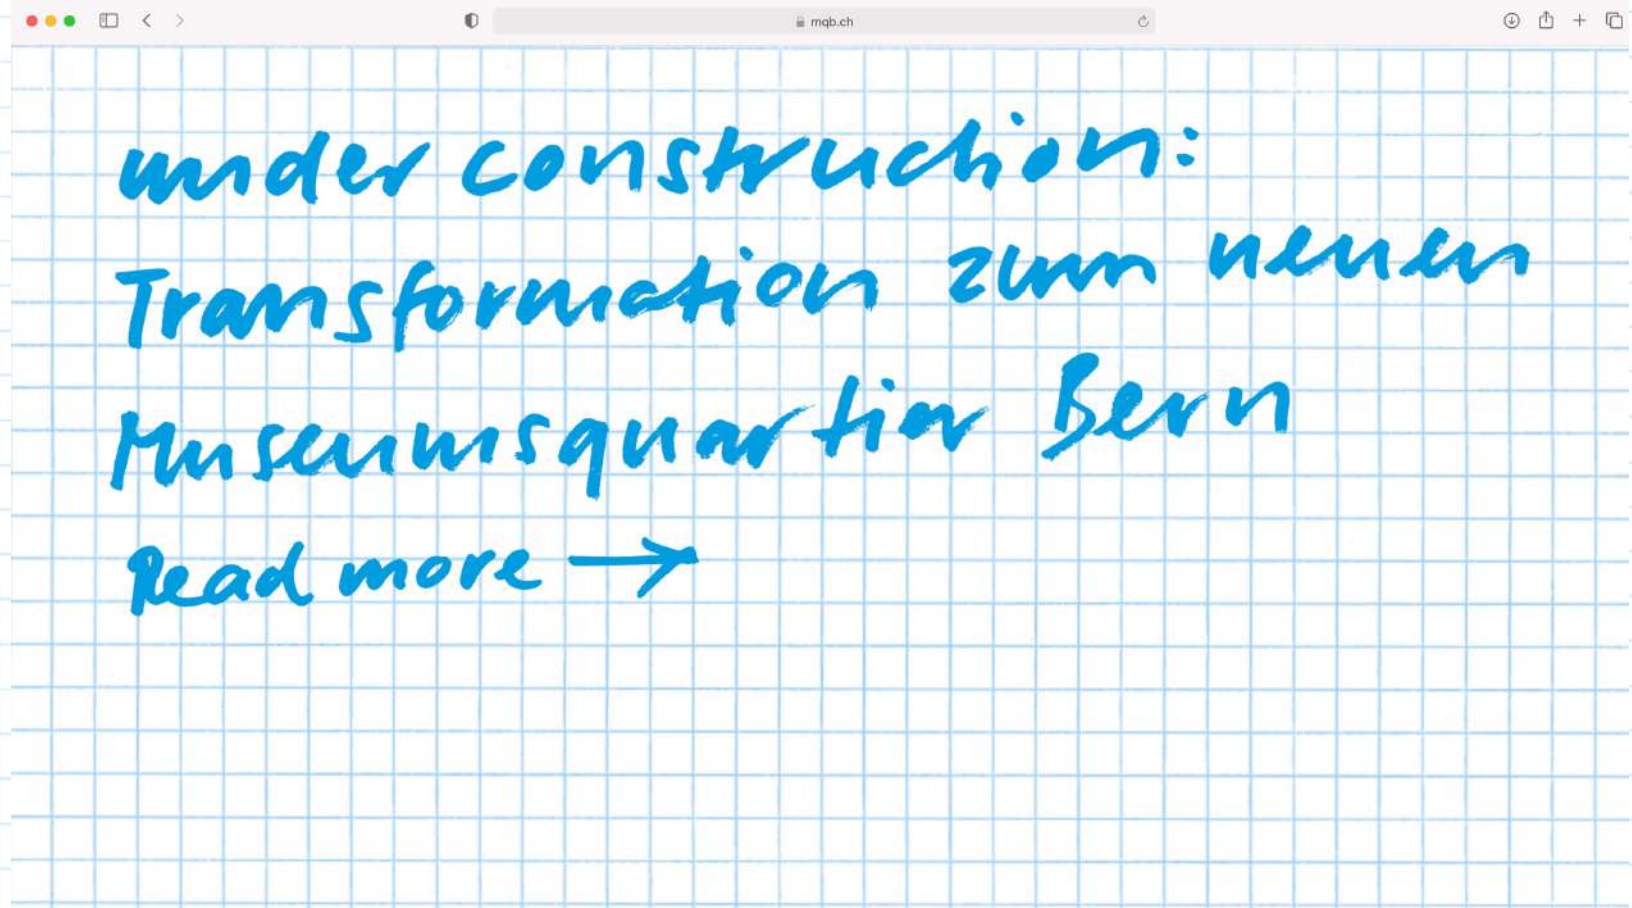 mqb.ch
under construction:
Transformation zum neuen
Museumsquartier Bern
Read more →